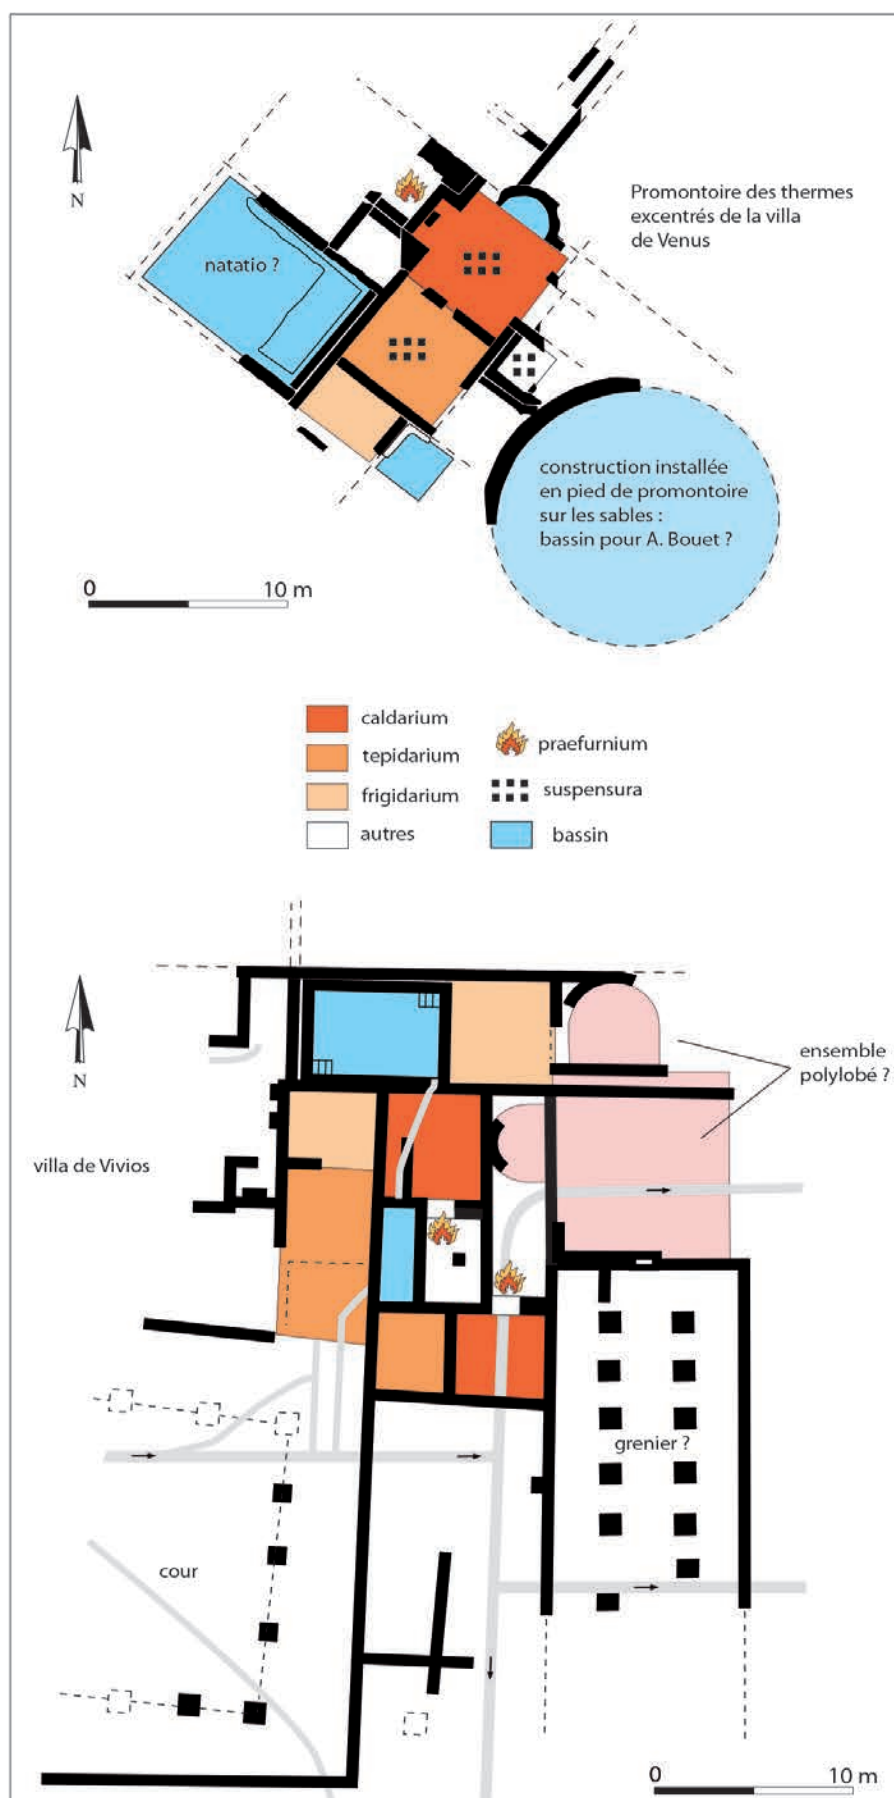 N
Promontoire des thermes
excentrés de la villa
de Venus
natatio ?
construction installée
en pied de promontoire
sur les sables :
bassin pour A. Bouet ?
0 10 m
caldarium
tepidarium
frigidarium
autres
praefurnium
suspensura
bassin
N
ensemble
polylobé ?
villa de Vivios
grenier ?
cour
0 10 m